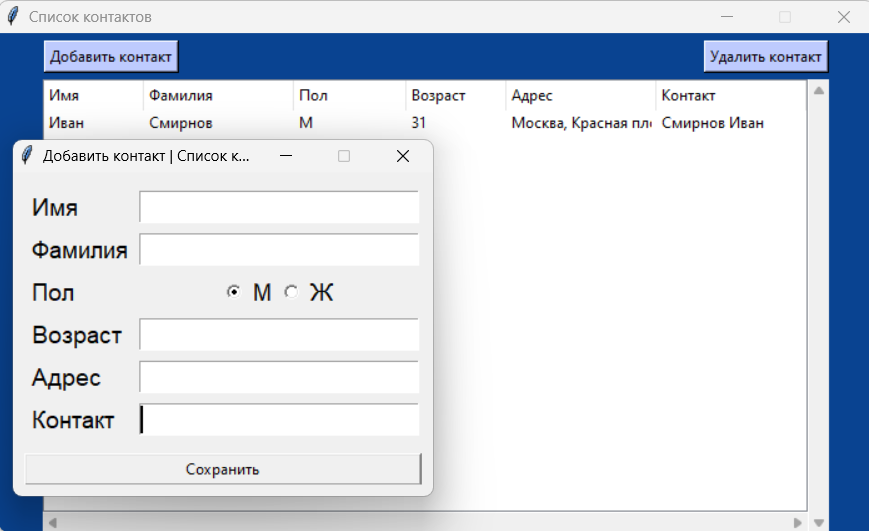 Список контактов
Добавить контакт Удалить контакт
Имя Фамилия Пол Возраст Адрес Контакт
Иван Смирнов М 31 Москва, Красная пло Смирнов Иван
Добавить контакт | Список к...
Имя
Фамилия
Пол М Ж
Возраст
Адрес
Контакт
Сохранить